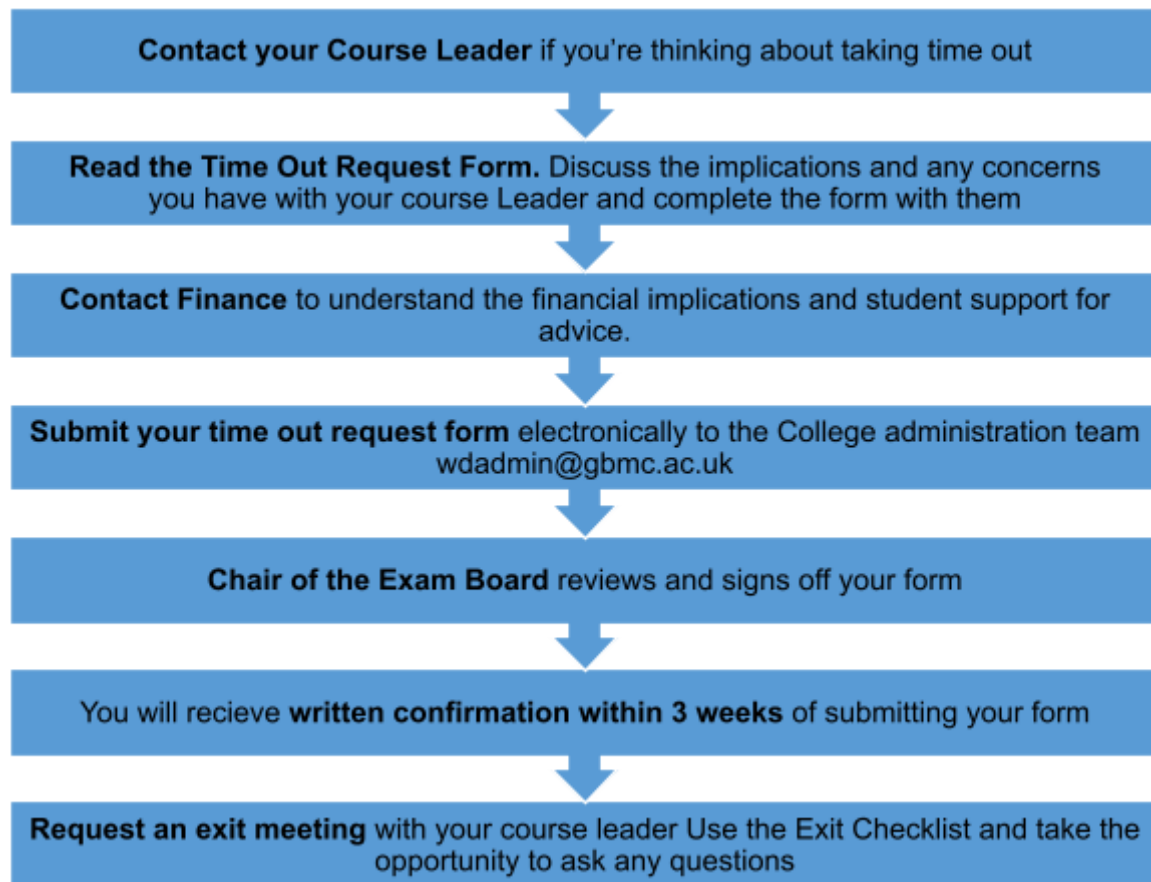 Contact your Course Leader if you’re thinking about taking time out
Read the Time Out Request Form. Discuss the implications and any concerns
you have with your course Leader and complete the form with them
Contact Finance to understand the financial implications and student support for
advice.
Submit your time out request form electronically to the College administration team
wdadmin@gbmc.ac.uk
Chair of the Exam Board reviews and signs off your form
You will recieve written confirmation within 3 weeks of submitting your form
Request an exit meeting with your course leader Use the Exit Checklist and take the
opportunity to ask any questions